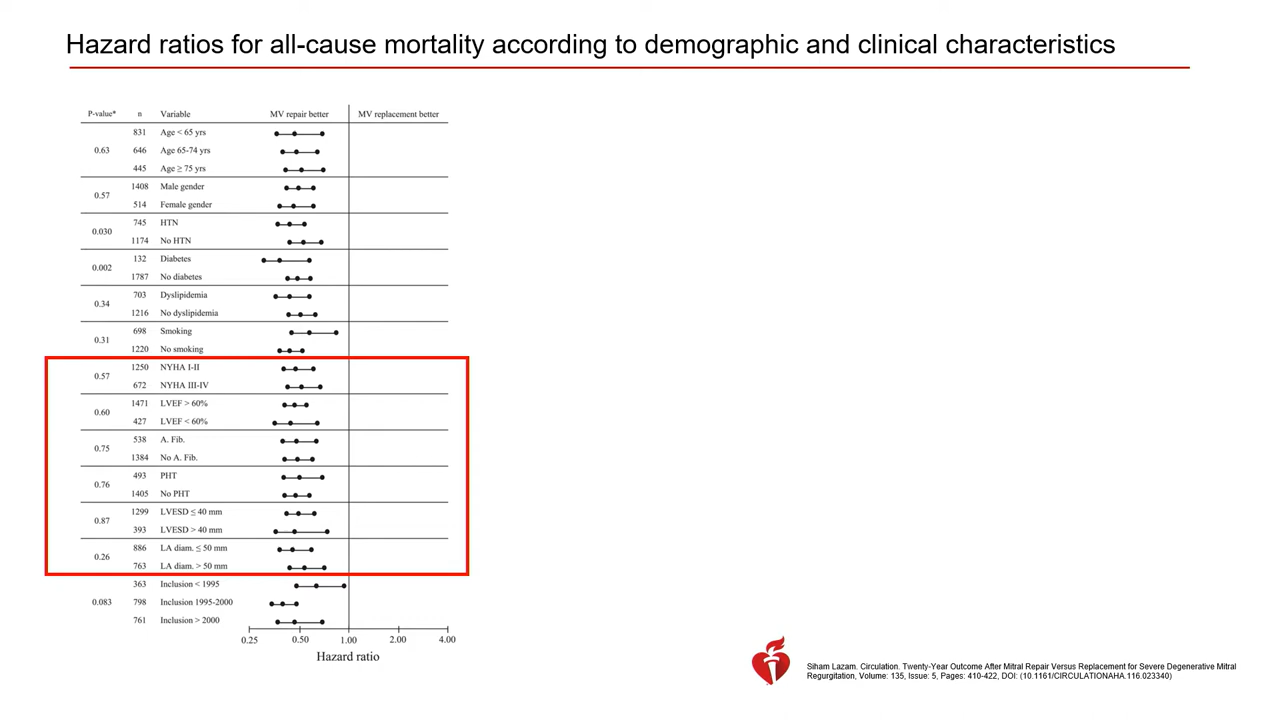 Hazard ratios for all-cause mortality according to demographic and clinical characteristics
P-value* n Variable MV repair better MV replacement better
831 Age < 65 yrs
0.63 646 Age 65-74 yrs
445 Age ≥ 75 yrs
1408 Male gender
0.57
514 Female gender
745 HTN
0.030
1174 No HTN
132 Diabetes
0.002
1787 No diabetes
703 Dyslipidemia
0.34
1216 No dyslipidemia
698 Smoking
0.31
1220 No smoking
1250 NYHA I-II
0.57
672 NYHA III-IV
1471 LVEF > 60%
0.60
427 LVEF < 60%
538 A. Fib.
0.75
1384 No A. Fib.
493 PHT
0.76
1405 No PHT
1299 LVESD ≤ 40 mm
0.87
393 LVESD > 40 mm
886 LA diam. ≤ 50 mm
0.26
763 LA diam. > 50 mm
363 Inclusion < 1995
0.083 798 Inclusion 1995-2000
761 Inclusion > 2000
0.25 0.50 1.00 2.00 4.00
Hazard ratio
Siham Lazam. Circulation. Twenty-Year Outcome After Mitral Repair Versus Replacement for Severe Degenerative Mitral
Regurgitation, Volume: 135, Issue: 5, Pages: 410-422, DOI: (10.1161/CIRCULATIONAHA.116.023340)